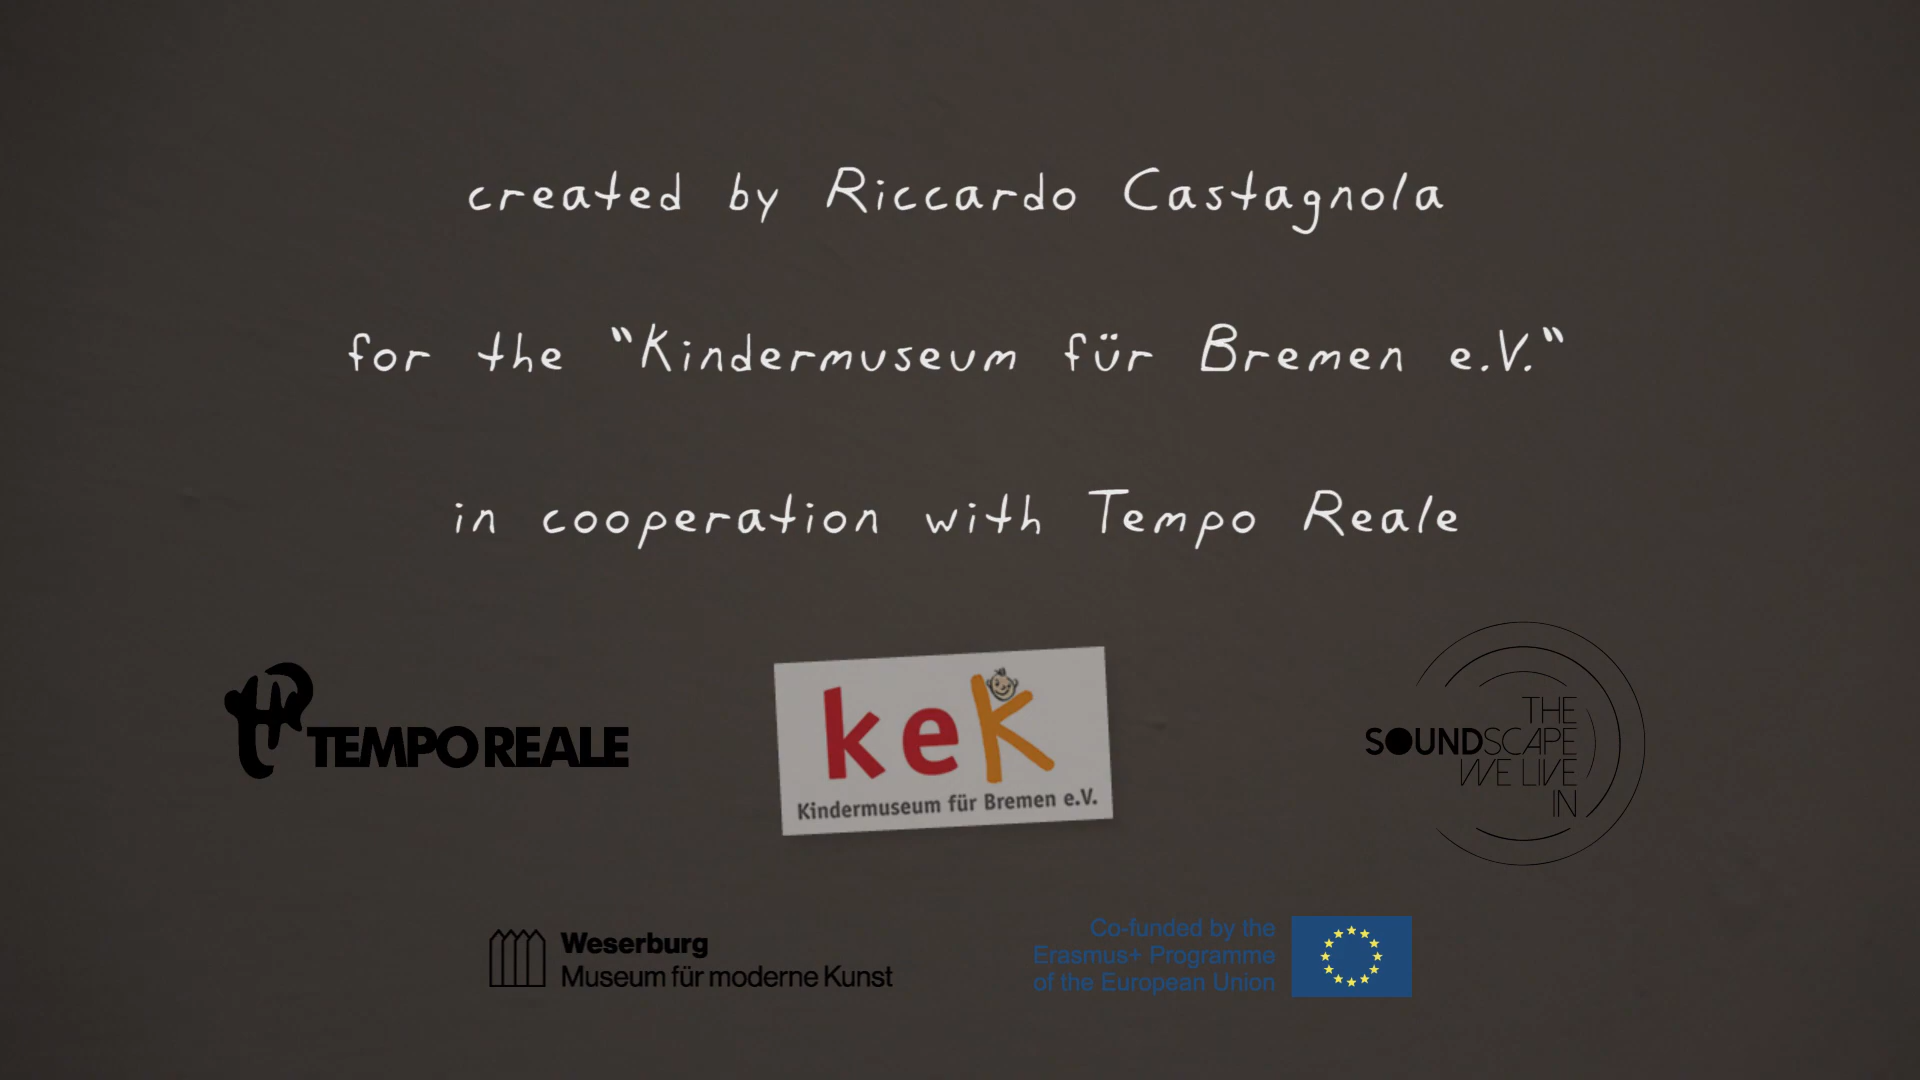 created by Riccardo Castagnola
for the “Kindermuseum für Bremen e.V.“
in cooperation with Tempo Reale
TEMPO REALE
kek
Kindermuseum für Bremen e.V.
THE
SOUNDSCAPE
WE LIVE
IN
Weserburg
Museum für moderne Kunst
Co-funded by the
Erasmus+ Programme
of the European Union